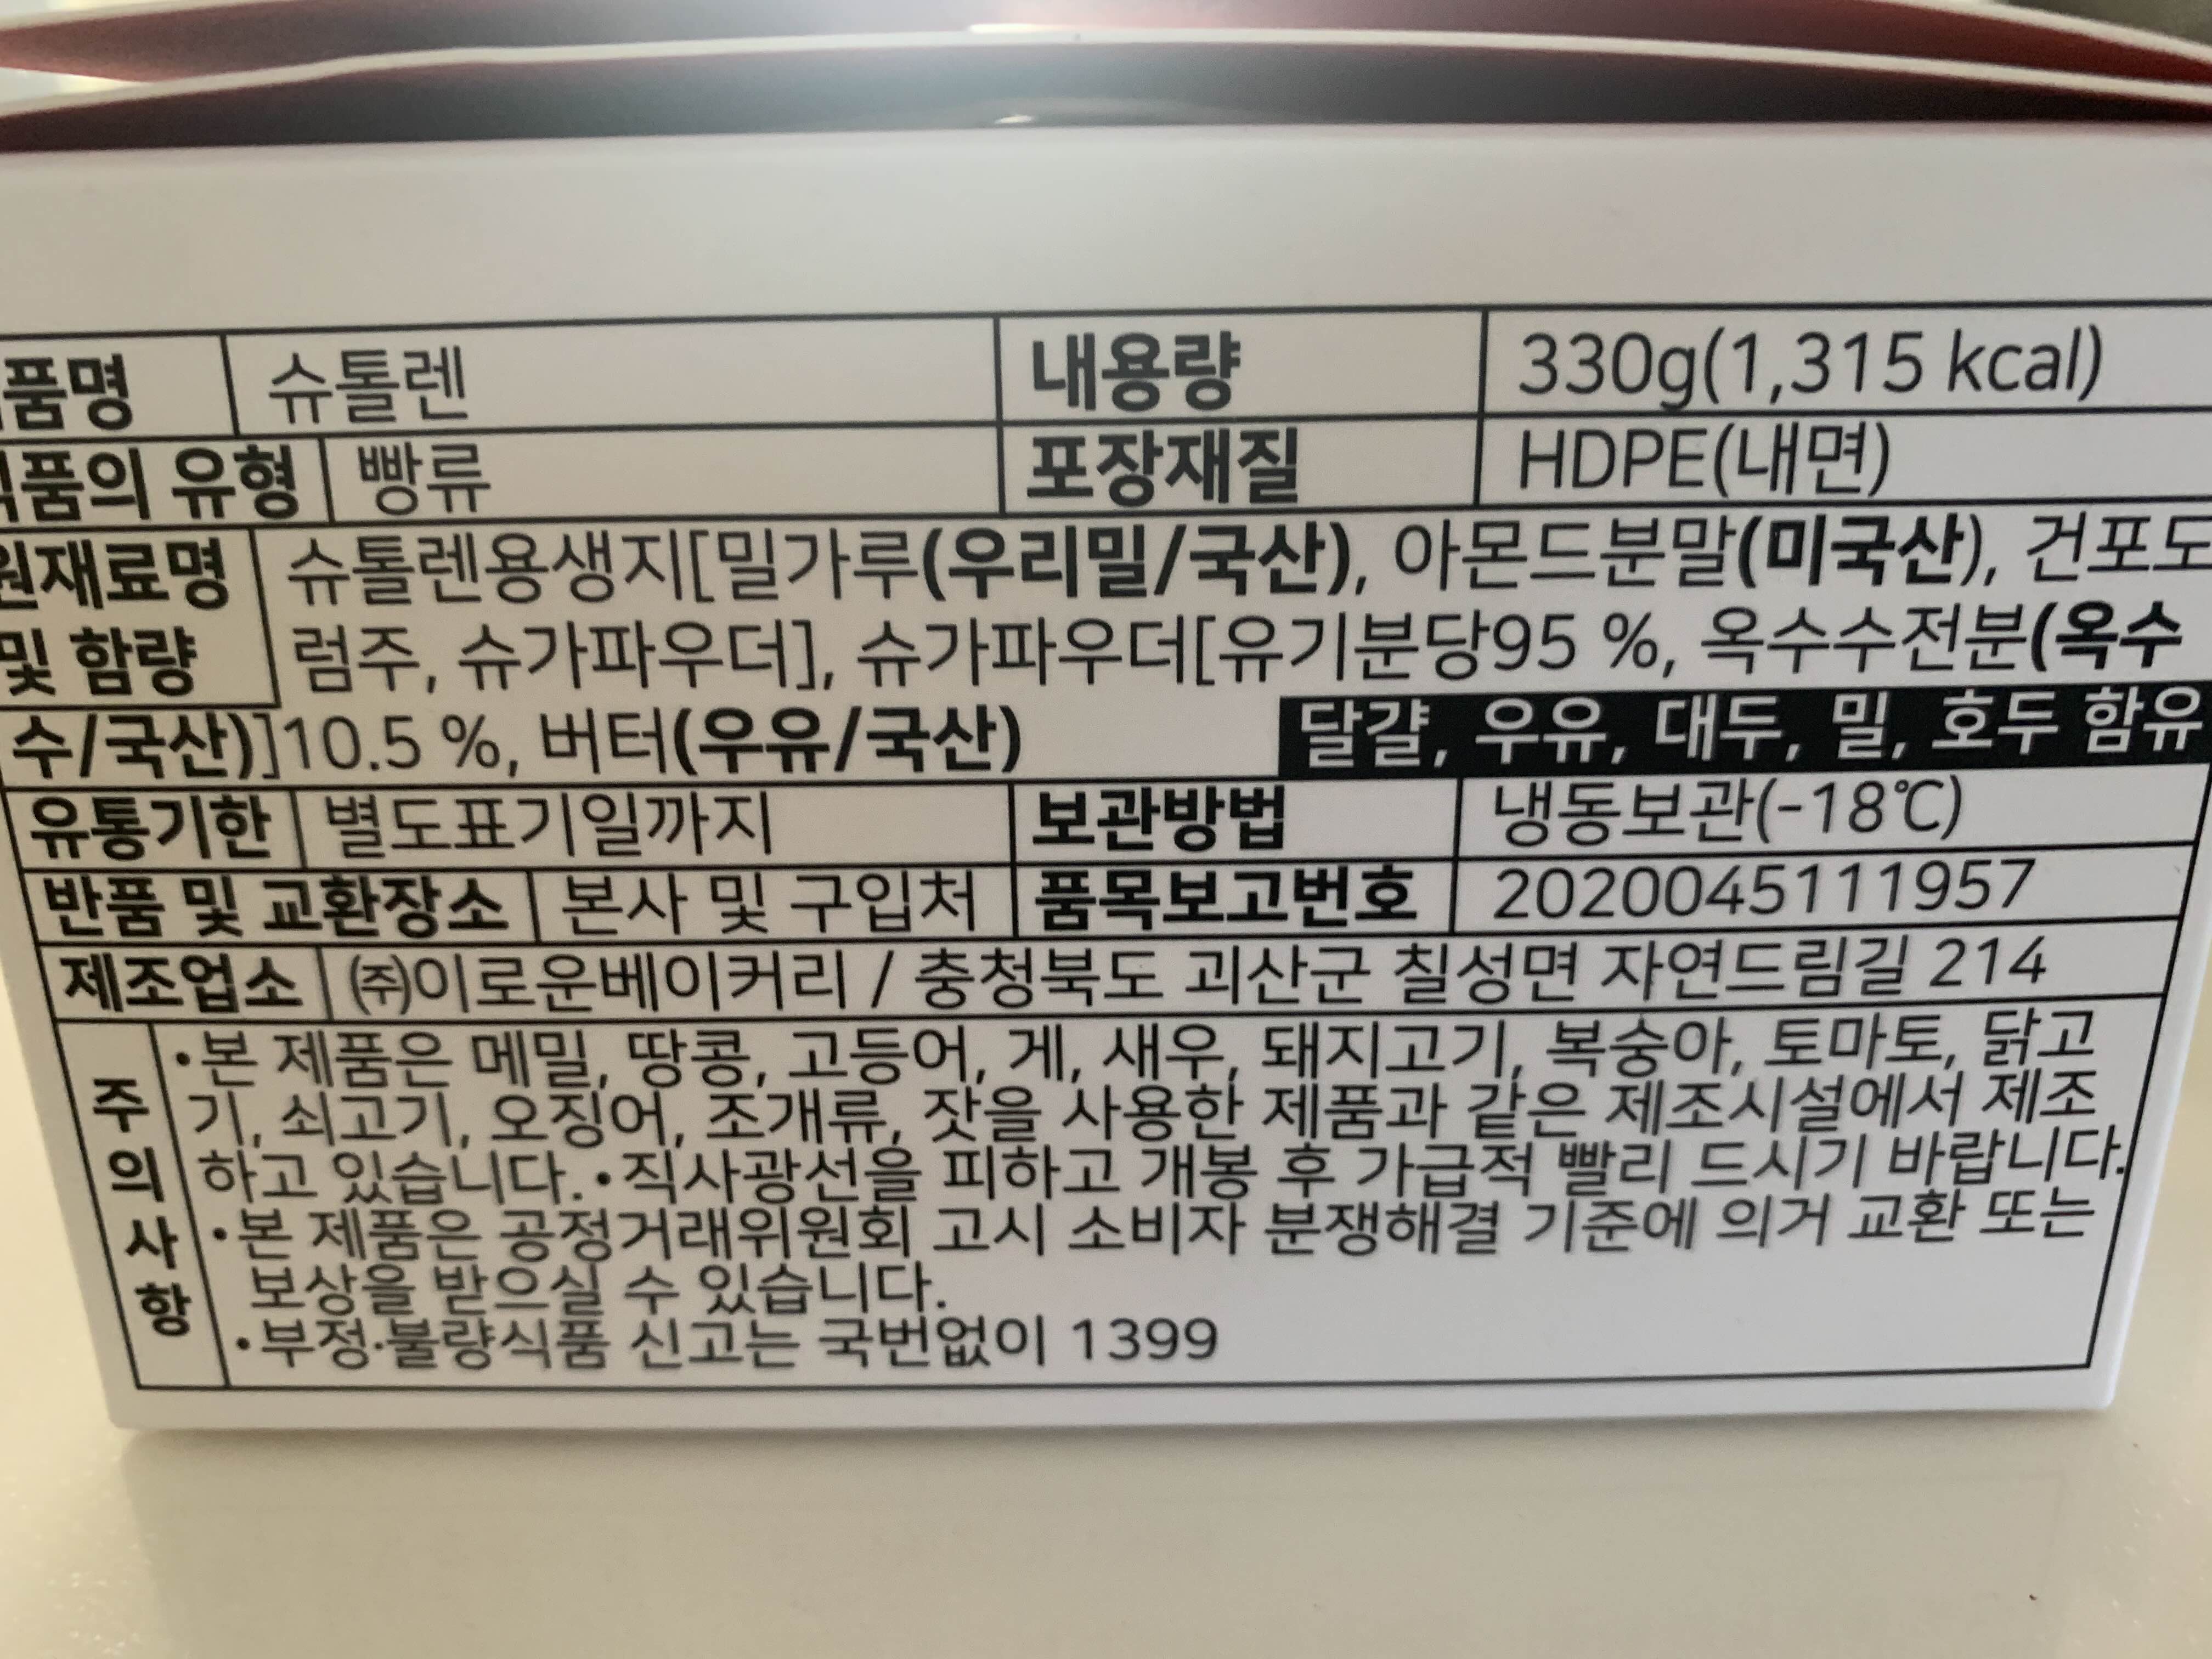 품명 슈톨렌 내용량 330g(1,315 kcal)
식품의 유형 빵류 포장재질 HDPE(내면)
원재료명 슈톨렌용생지[밀가루(우리밀/국산), 아몬드분말(미국산), 건포도
및 함량 럼주, 슈가파우더], 슈가파우더[유기분당95 %, 옥수수전분(옥수
수/국산)]10.5 %, 버터(우유/국산) 달걀, 우유, 대두, 밀, 호두 함유
유통기한 별도표기일까지 보관방법 냉동보관(-18℃)
반품 및 교환장소 본사 및 구입처 품목보고번호 2020045111957
제조업소 ㈜이로운베이커리 / 충청북도 괴산군 칠성면 자연드림길 214
주의사항
•본 제품은 메밀, 땅콩, 고등어, 게, 새우, 돼지고기, 복숭아, 토마토, 닭고
기, 쇠고기, 오징어, 조개류, 잣을 사용한 제품과 같은 제조시설에서 제조
하고 있습니다.•직사광선을 피하고 개봉 후 가급적 빨리 드시기 바랍니다.
•본 제품은 공정거래위원회 고시 소비자 분쟁해결 기준에 의거 교환 또는
보상을 받으실 수 있습니다.
•부정·불량식품 신고는 국번없이 1399